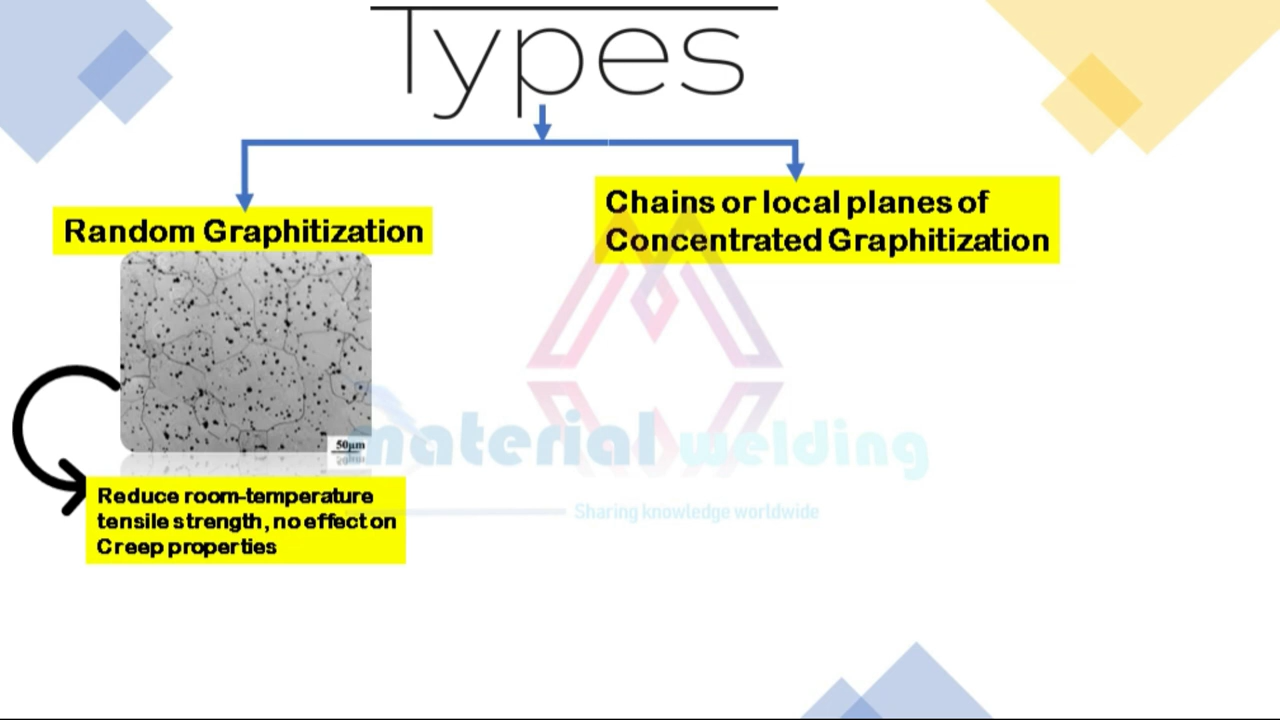 Types
Random Graphitization
Chains or local planes of
Concentrated Graphitization
50μm
Reduce room-temperature
tensile strength, no effect on
Creep properties
material welding
Sharing knowledge worldwide